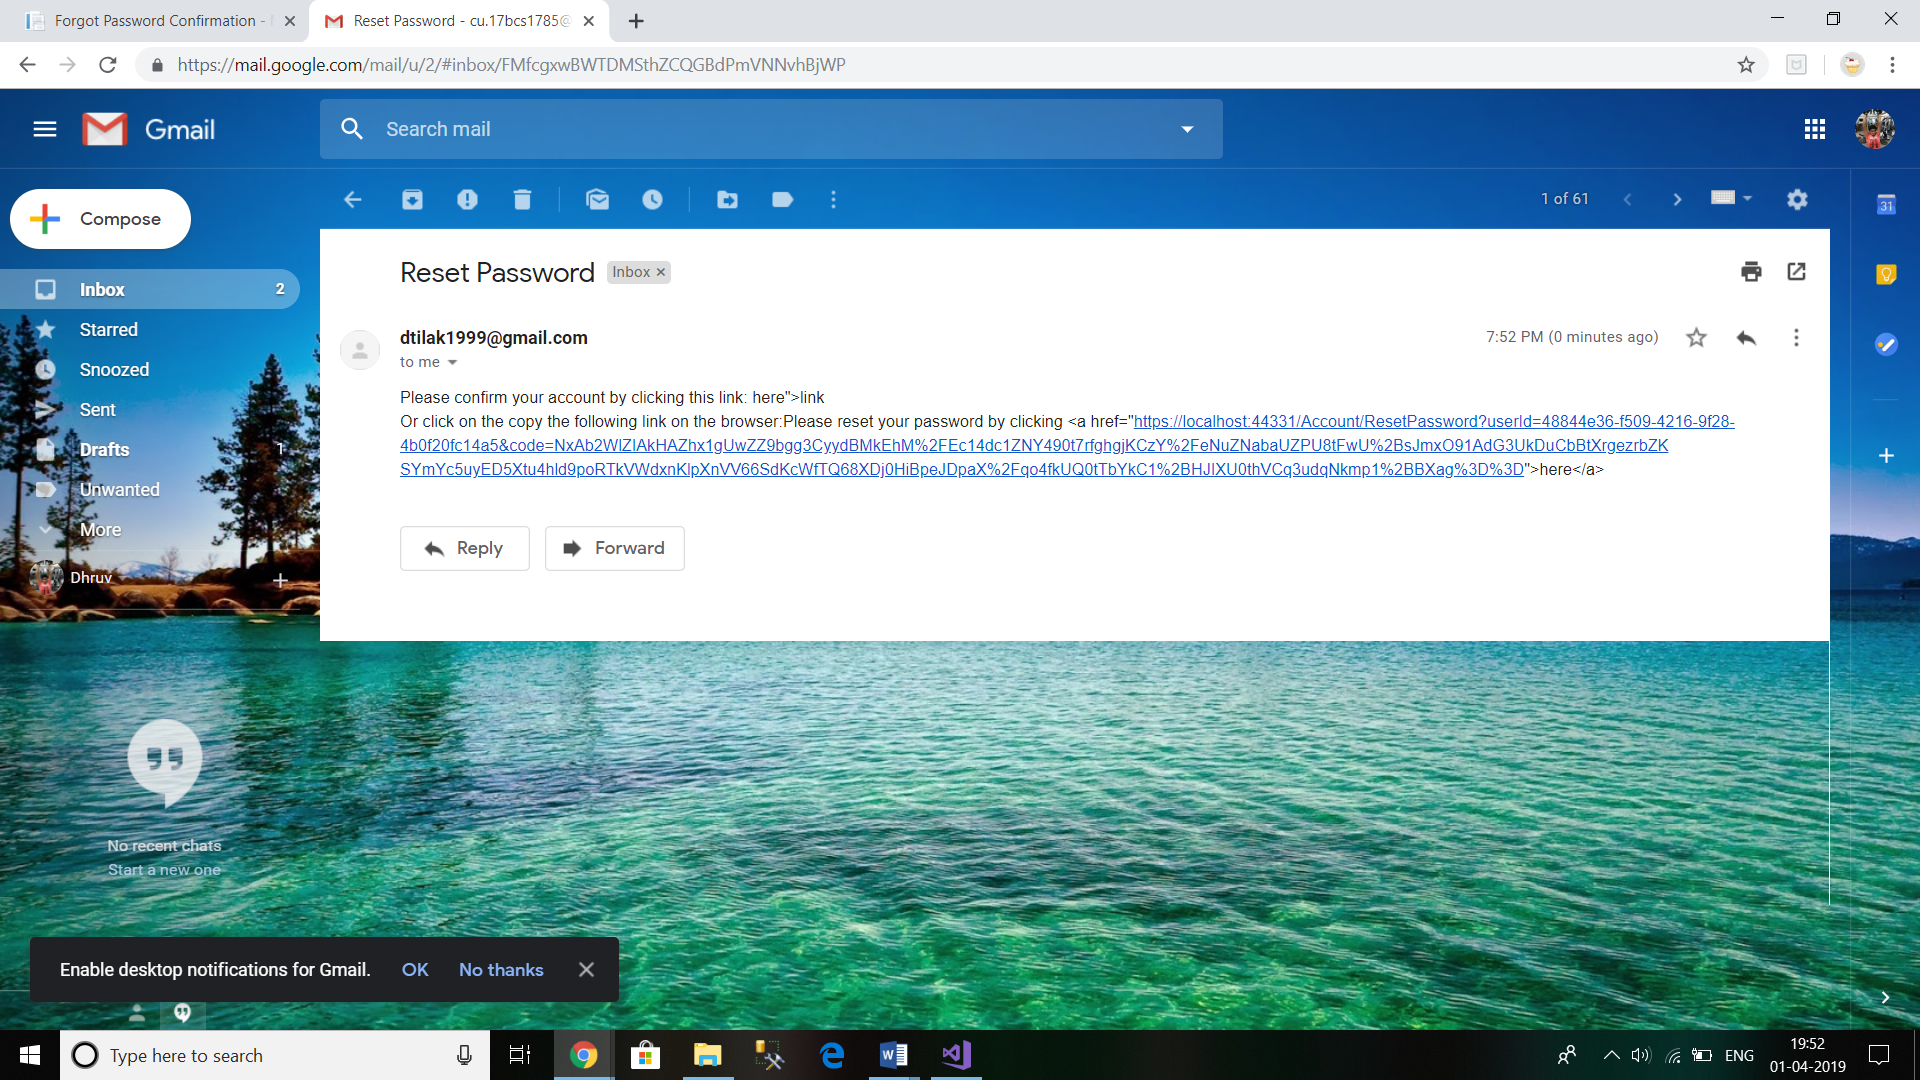 Forgot Password Confirmation -
Reset Password - cu.17bcs1785@
https://mail.google.com/mail/u/2/#inbox/FMfcgxwBWTDMSthZCQGBdPmVNNvhBjWP
Gmail
Search mail
Compose
1 of 61
31
Inbox 2
Starred
Snoozed
Sent
Drafts 1
Unwanted
More
Dhruv
Reset Password Inbox
dtilak1999@gmail.com
7:52 PM (0 minutes ago)
to me
Please confirm your account by clicking this link: here">link
Or click on the copy the following link on the browser:Please reset your password by clicking <a href="https://localhost:44331/Account/ResetPassword?userId=48844e36-f509-4216-9f28-
4b0f20fc14a5&code=NxAb2WlZIAkHAZhx1gUwZZ9bgg3CyydBMkEhM%2FEc14dc1ZNY490t7rfghgjKCzY%2FeNuZNabaUZPU8tFwU%2BsJmxO91AdG3UkDuCbBtXrgezrbZK
SYmYc5uyED5Xtu4hld9poRTkVWdxnKlpXnVV66SdKcWfTQ68XDj0HiBpeJDpaX%2Fqo4fkUQ0tTbYkC1%2BHJlXU0thVCq3udqNkmp1%2BBXag%3D%3D">here</a>
Reply
Forward
No recent chats
Start a new one
Enable desktop notifications for Gmail. OK No thanks
Type here to search
ENG
19:52
01-04-2019